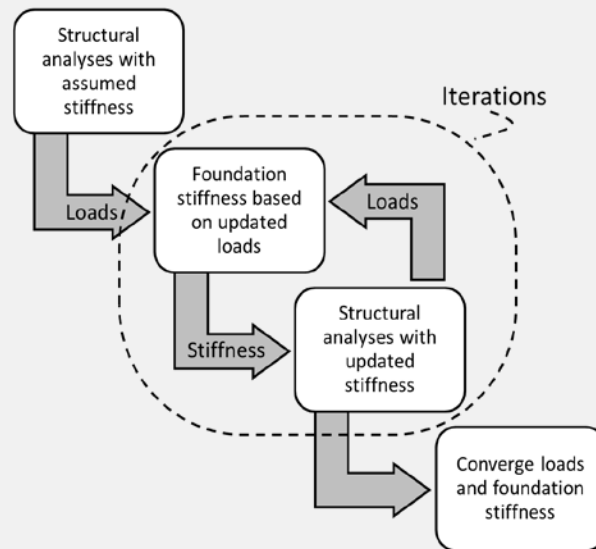 Structural
analyses with
assumed
stiffness
Iterations
Loads
Foundation
stiffness based
on updated
loads
Loads
Stiffness
Structural
analyses with
updated
stiffness
Converge loads
and foundation
stiffness